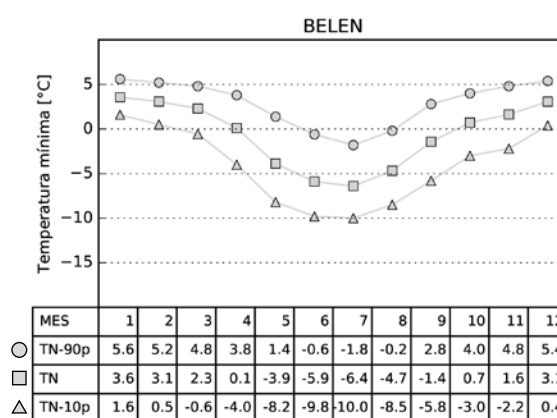 BELEN
Temperatura mínima [°C]
5
0
−5
−10
−15
MES 1 2 3 4 5 6 7 8 9 10 11
TN-90p 5.6 5.2 4.8 3.8 1.4 -0.6 -1.8 -0.2 2.8 4.0 4.8
TN 3.6 3.1 2.3 0.1 -3.9 -5.9 -6.4 -4.7 -1.4 0.7 1.6
TN-10p 1.6 0.5 -0.6 -4.0 -8.2 -9.8 -10.0 -8.5 -5.8 -3.0 -2.2